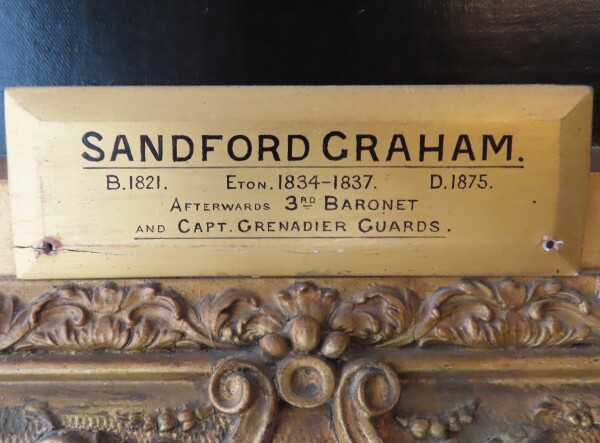 SANDFORD GRAHAM.
B.1821. ETON.1834-1837. D.1875.
AFTERWARDS 3RD BARONET
AND CAPT. GRENADIER GUARDS.